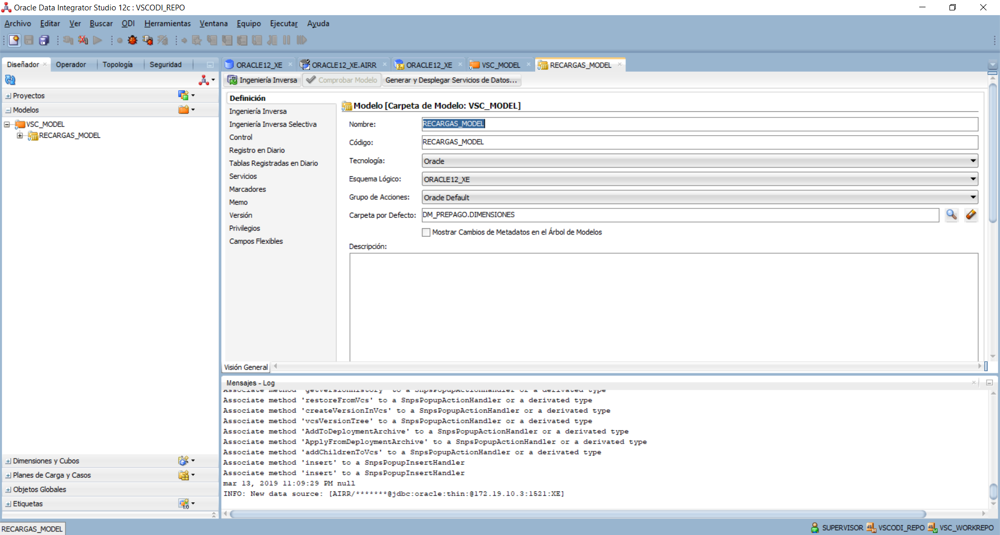 Oracle Data Integrator Studio 12c : VSCODI_REPO
Archivo Editar Ver Buscar ODI Herramientas Ventana Equipo Ejecutar Ayuda
Diseñador Operador Topología Seguridad
ORACLE12_XE ORACLE12_XE.AIRR ORACLE12_XE VSC_MODEL RECARGAS_MODEL
Ingeniería Inversa Comprobar Modelo Generar y Desplegar Servicios de Datos...
Proyectos
Modelos
VSC_MODEL
RECARGAS_MODEL
Dimensiones y Cubos
Planes de Carga y Casos
Objetos Globales
Etiquetas
Definición
Ingeniería Inversa
Ingeniería Inversa Selectiva
Control
Registro en Diario
Tablas Registradas en Diario
Servicios
Marcadores
Memo
Versión
Privilegios
Campos Flexibles
Modelo [Carpeta de Modelo: VSC_MODEL]
Nombre: RECARGAS_MODEL
Código: RECARGAS_MODEL
Tecnología: Oracle
Esquema Lógico: ORACLE12_XE
Grupo de Acciones: Oracle Default
Carpeta por Defecto: DM_PREPAGO.DIMENSIONES
Mostrar Cambios de Metadatos en el Árbol de Modelos
Descripción:
Visión General
Mensajes - Log
Associate method 'getVersionHistory' to a SnpsPopupActionHandler or a derivated type
Associate method 'restoreFromVcs' to a SnpsPopupActionHandler or a derivated type
Associate method 'createVersionInVcs' to a SnpsPopupActionHandler or a derivated type
Associate method 'vcsVersionTree' to a SnpsPopupActionHandler or a derivated type
Associate method 'AddToDeploymentArchive' to a SnpsPopupActionHandler or a derivated type
Associate method 'ApplyFromDeploymentArchive' to a SnpsPopupActionHandler or a derivated type
Associate method 'addChildrenToVcs' to a SnpsPopupActionHandler or a derivated type
Associate method 'insert' to a SnpsPopupInsertHandler
Associate method 'insert' to a SnpsPopupInsertHandler
mar 13, 2019 11:09:29 PM null
INFO: New data source: [AIRR/*******@jdbc:oracle:thin:@172.19.10.3:1521:XE]
RECARGAS_MODEL
SUPERVISOR VSCODI_REPO VSC_WORKREPO